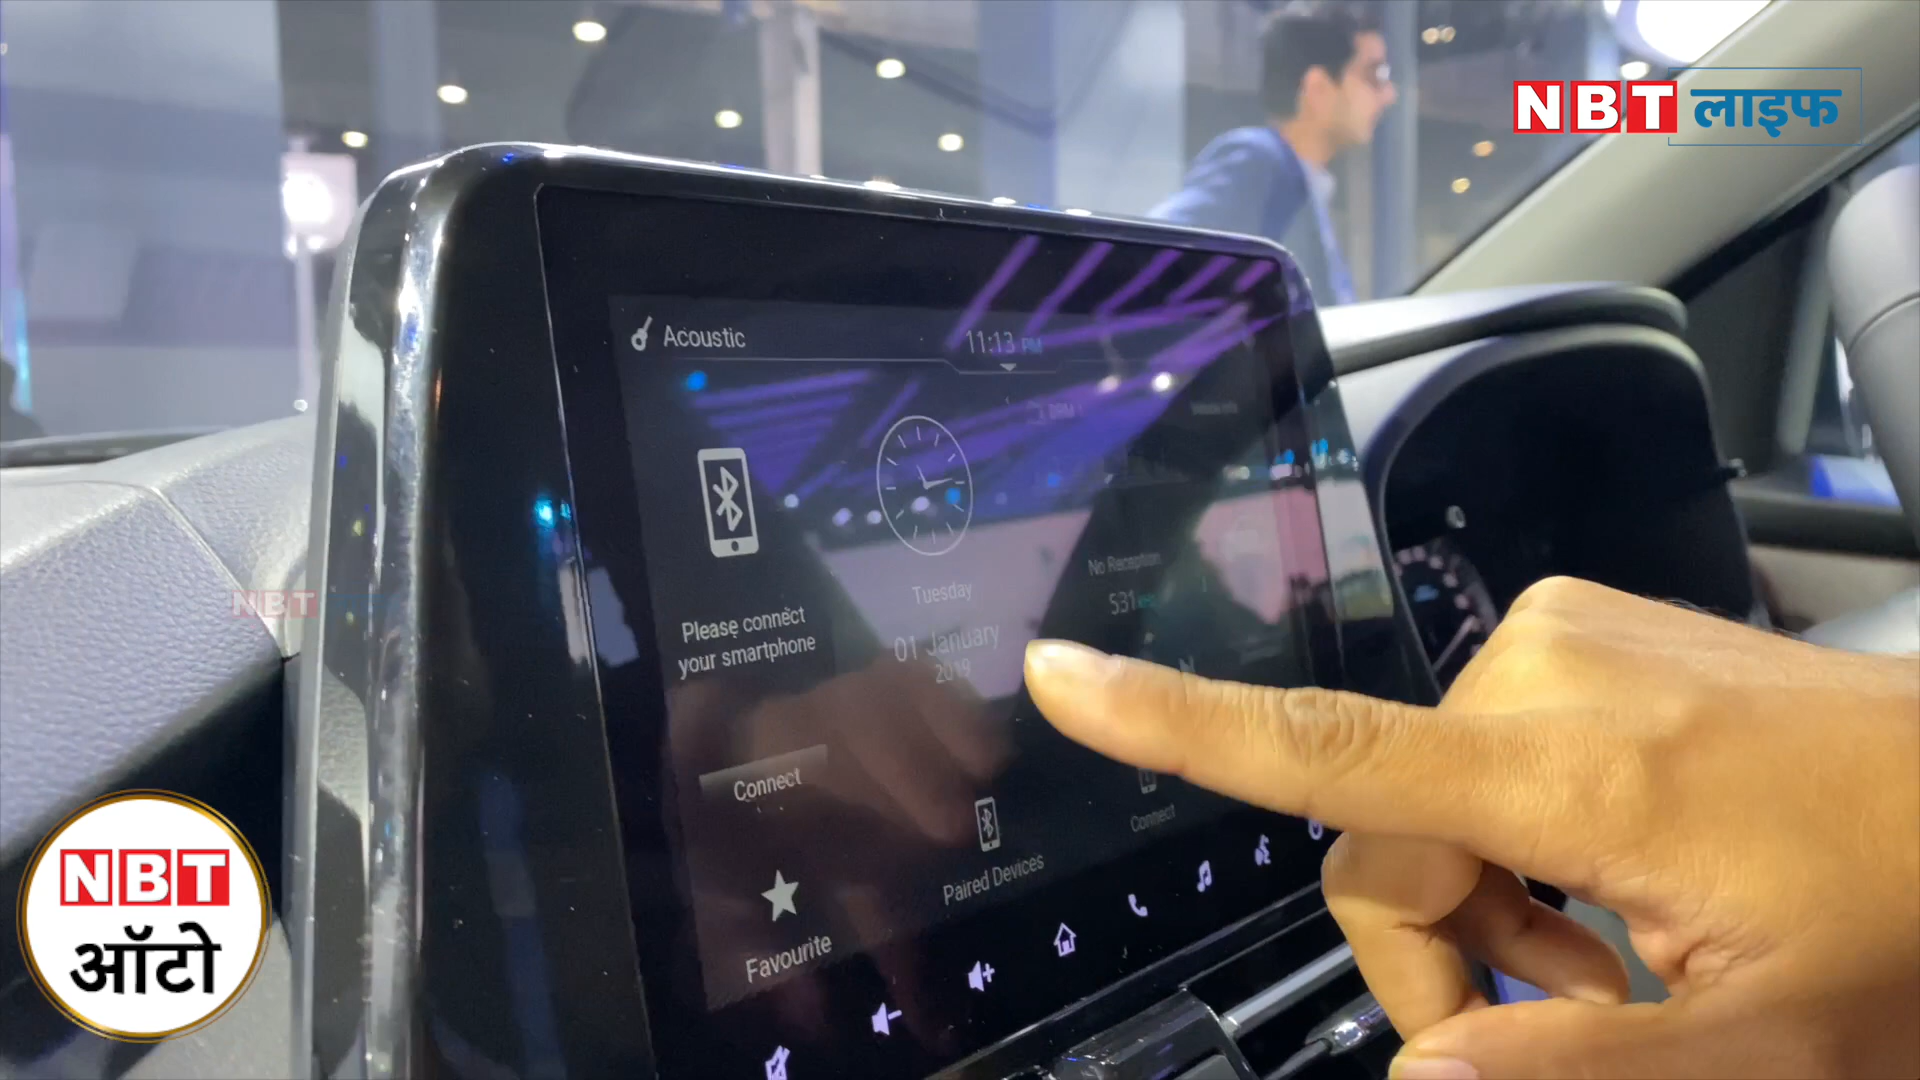 NBT लाइफ
Acoustic
11:13 PM
Please connect
your smartphone
Tuesday
01 January
2019
No Reception
531
Connect
Paired Devices
Connect
Favourite
NBT
NBT
ऑटो